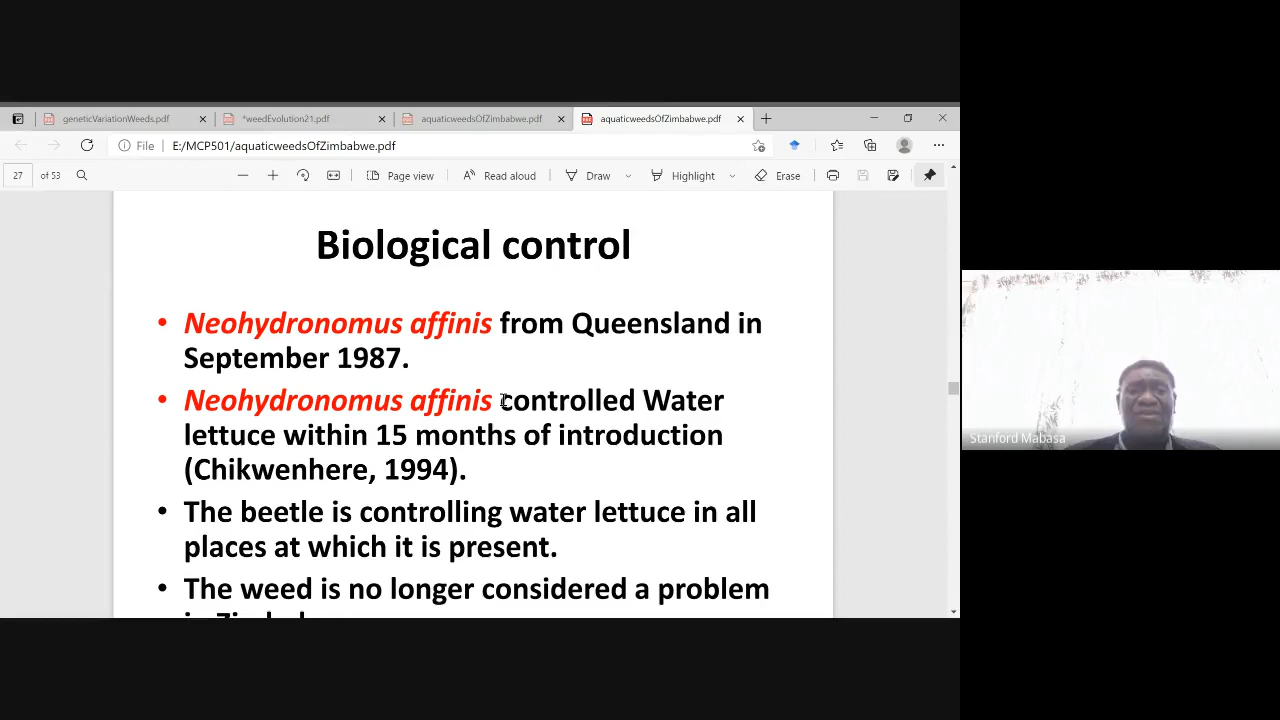 geneticVariationWeeds.pdf
*weedEvolution21.pdf
aquaticweedsOfZimbabwe.pdf
aquaticweedsOfZimbabwe.pdf
File
E:/MCP501/aquaticweedsOfZimbabwe.pdf
27 of 53
Page view
Read aloud
Draw
Highlight
Erase
Biological control
• Neohydronomus affinis from Queensland in
September 1987.
• Neohydronomus affinis controlled Water
lettuce within 15 months of introduction
(Chikwenhere, 1994).
• The beetle is controlling water lettuce in all
places at which it is present.
• The weed is no longer considered a problem
Stanford Mabasa